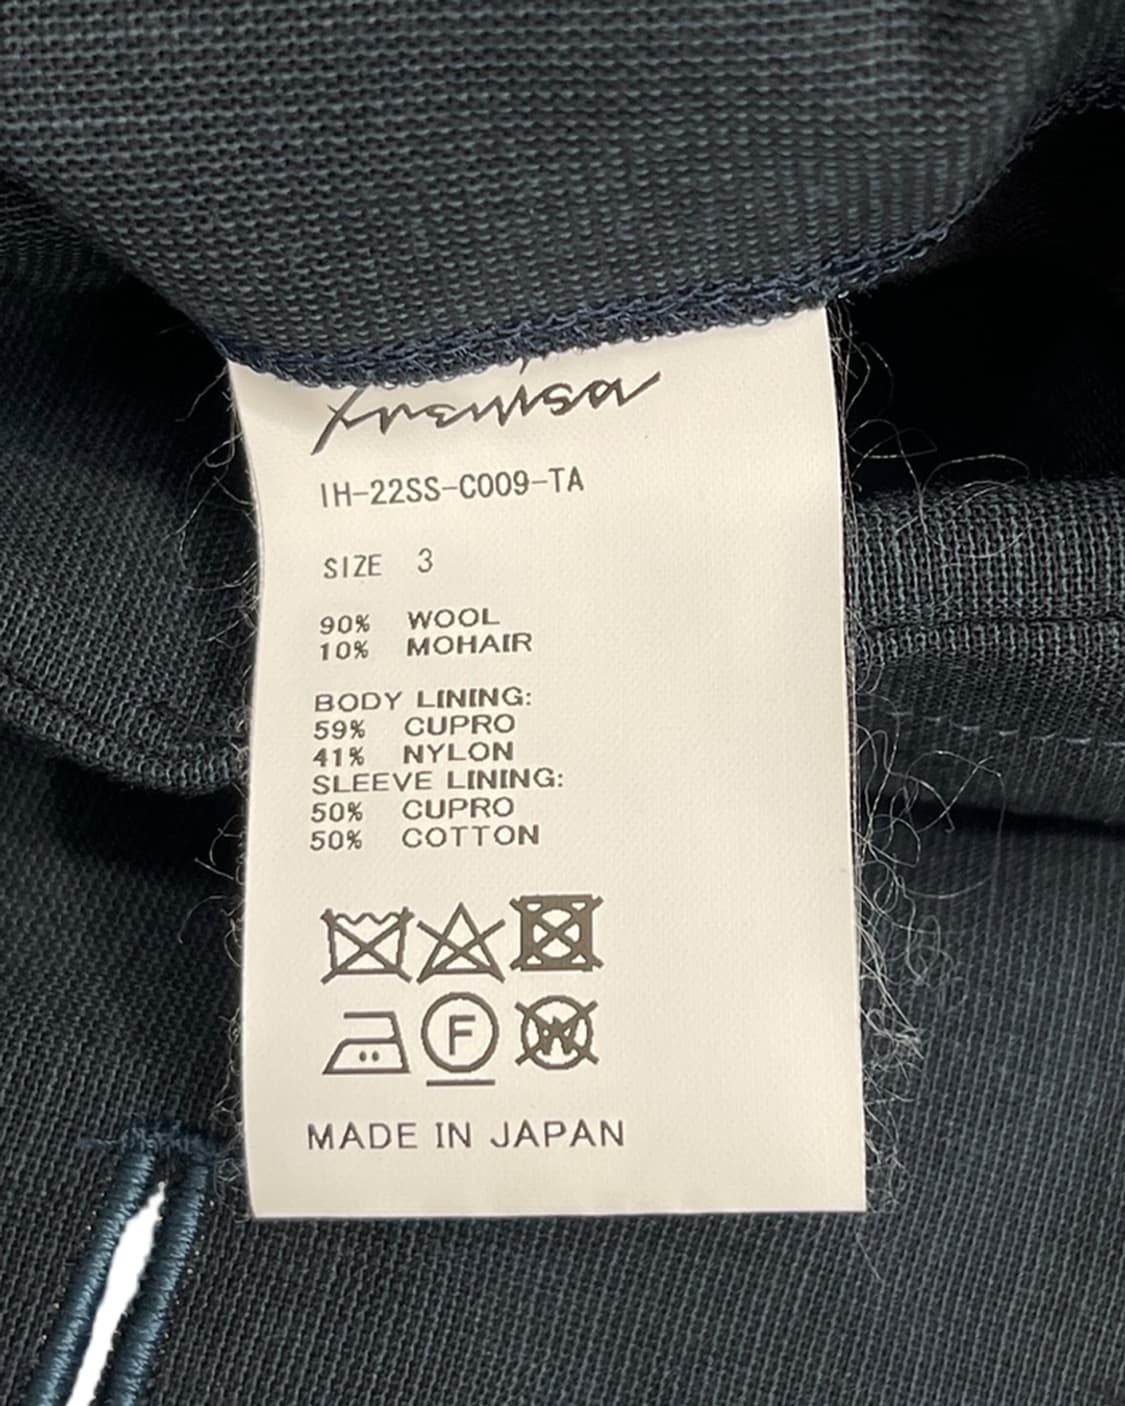 IH-22SS-C009-TA
SIZE 3
90% WOOL
10% MOHAIR
BODY LINING:
59% CUPRO
41% NYLON
SLEEVE LINING:
50% CUPRO
50% COTTON
F
W
MADE IN JAPAN